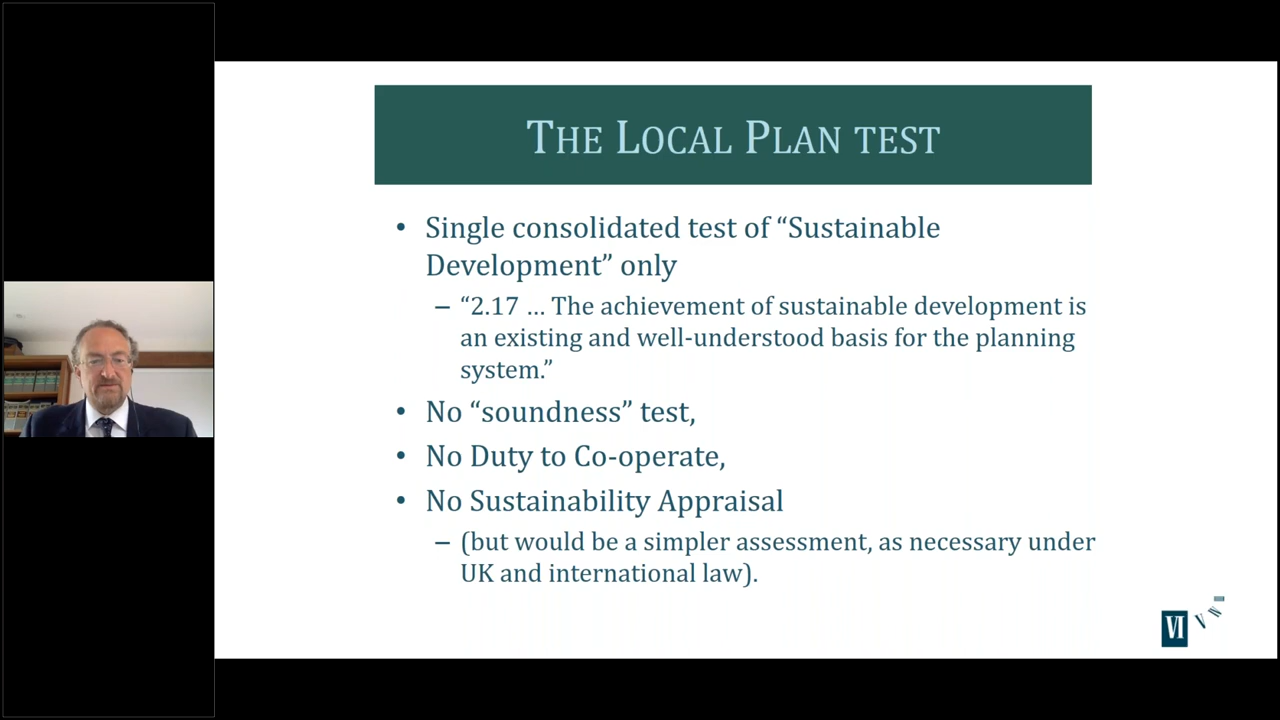 THE LOCAL PLAN TEST
• Single consolidated test of “Sustainable
Development” only
– “2.17 … The achievement of sustainable development is
an existing and well-understood basis for the planning
system.”
• No “soundness” test,
• No Duty to Co-operate,
• No Sustainability Appraisal
– (but would be a simpler assessment, as necessary under
UK and international law).
VI
V